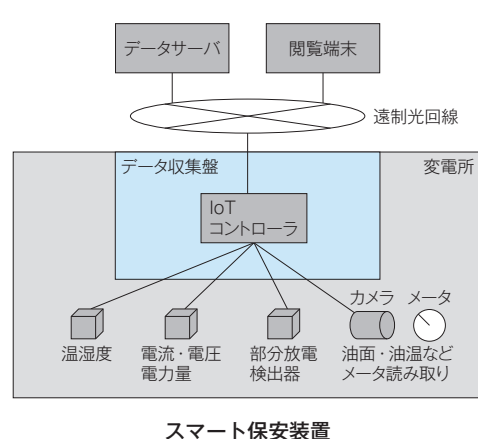 データサーバ
閲覧端末
遠制光回線
データ収集盤
変電所
IoT
コントローラ
カメラ
メータ
温湿度
電流・電圧
電力量
部分放電
検出器
油面・油温など
メータ読み取り
スマート保安装置